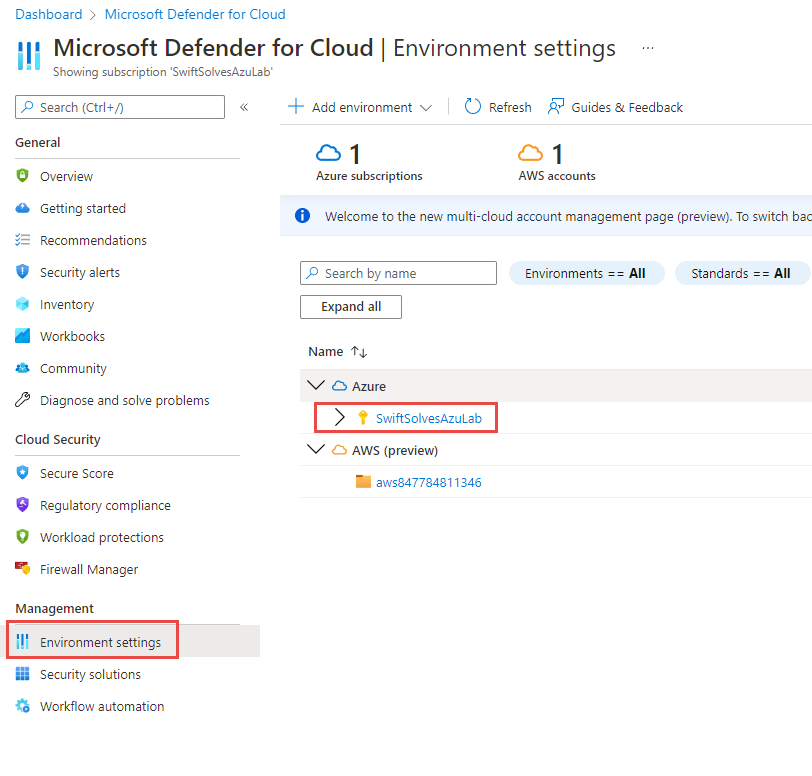 Dashboard > Microsoft Defender for Cloud
Microsoft Defender for Cloud | Environment settings ...
Showing subscription 'SwiftSolvesAzuLab'
Search (Ctrl+/) «
Add environment Refresh Guides & Feedback
General
Overview
Getting started
Recommendations
Security alerts
Inventory
Workbooks
Community
Diagnose and solve problems
Cloud Security
Secure Score
Regulatory compliance
Workload protections
Firewall Manager
Management
Environment settings
Security solutions
Workflow automation
1 1
Azure subscriptions AWS accounts
Welcome to the new multi-cloud account management page (preview). To switch bac
Search by name Environments == All Standards == All
Expand all
Name ↑↓
Azure
SwiftSolvesAzuLab
AWS (preview)
aws847784811346